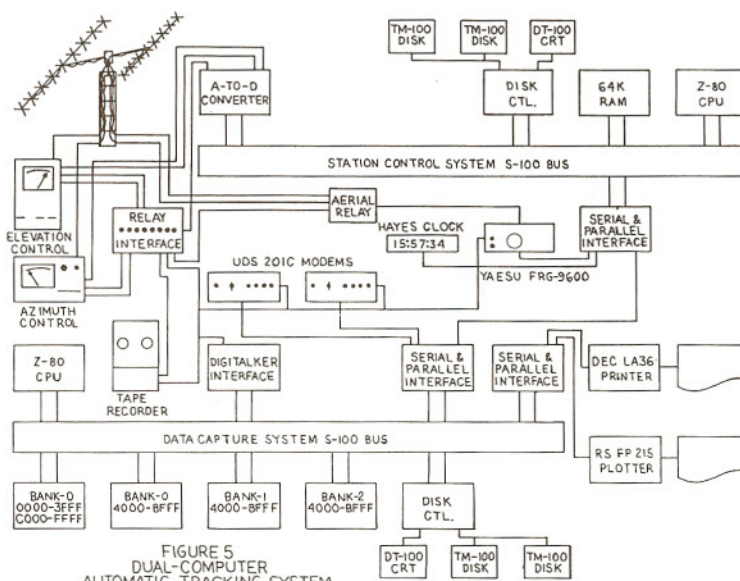 TM-100
DISK
TM-100
DISK
DT-100
CRT
A-TO-D
CONVERTER
DISK
CTL.
64K
RAM
Z-80
CPU
STATION CONTROL SYSTEM S-100 BUS
ELEVATION
CONTROL
RELAY
INTERFACE
AERIAL
RELAY
HAYES CLOCK
15:57:34
YAESU FRG-9600
SERIAL &
PARALLEL
INTERFACE
AZIMUTH
CONTROL
UDS 201C MODEMS
Z-80
CPU
TAPE
RECORDER
DIGITALKER
INTERFACE
SERIAL &
PARALLEL
INTERFACE
SERIAL &
PARALLEL
INTERFACE
DEC LA36
PRINTER
DATA CAPTURE SYSTEM S-100 BUS
RS FP 215
PLOTTER
BANK-0
0000-3FFF
C000-FFFF
BANK-0
4000-BFFF
BANK-1
4000-BFFF
BANK-2
4000-BFFF
DISK
CTL.
DT-100
CRT
TM-100
DISK
TM-100
DISK
FIGURE 5
DUAL-COMPUTER
AUTOMATIC TRACKING SYSTEM